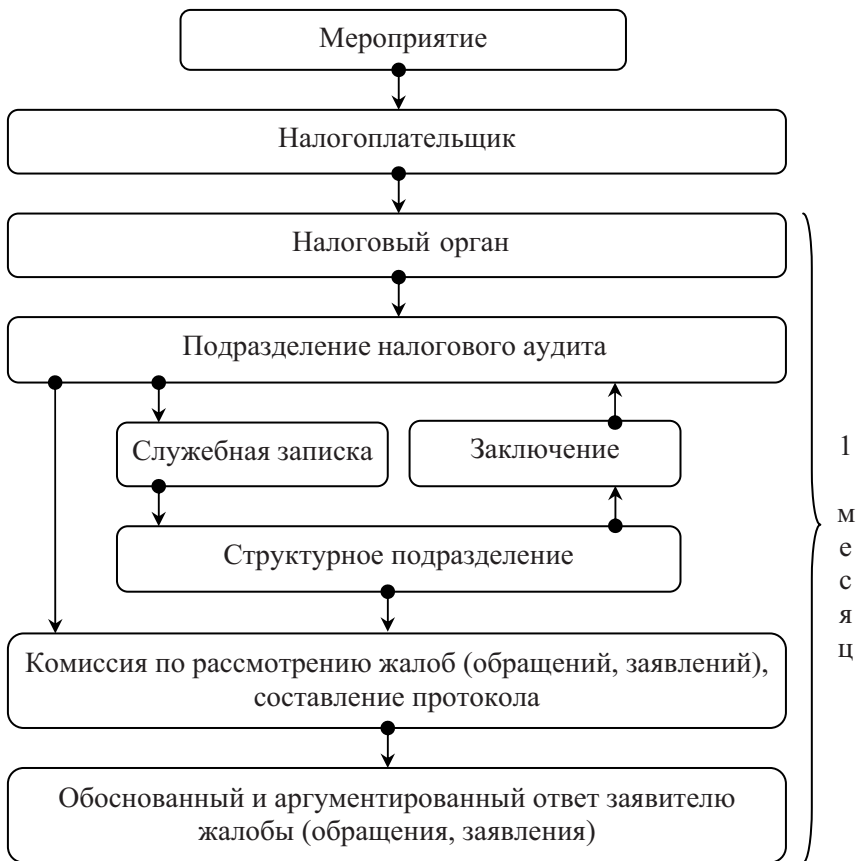 Мероприятие
Налогоплательщик
Налоговый орган
Подразделение налогового аудита
Служебная записка
Заключение
Структурное подразделение
Комиссия по рассмотрению жалоб (обращений, заявлений),
составление протокола
Обоснованный и аргументированный ответ заявителю
жалобы (обращения, заявления)
1
м
е
с
я
ц